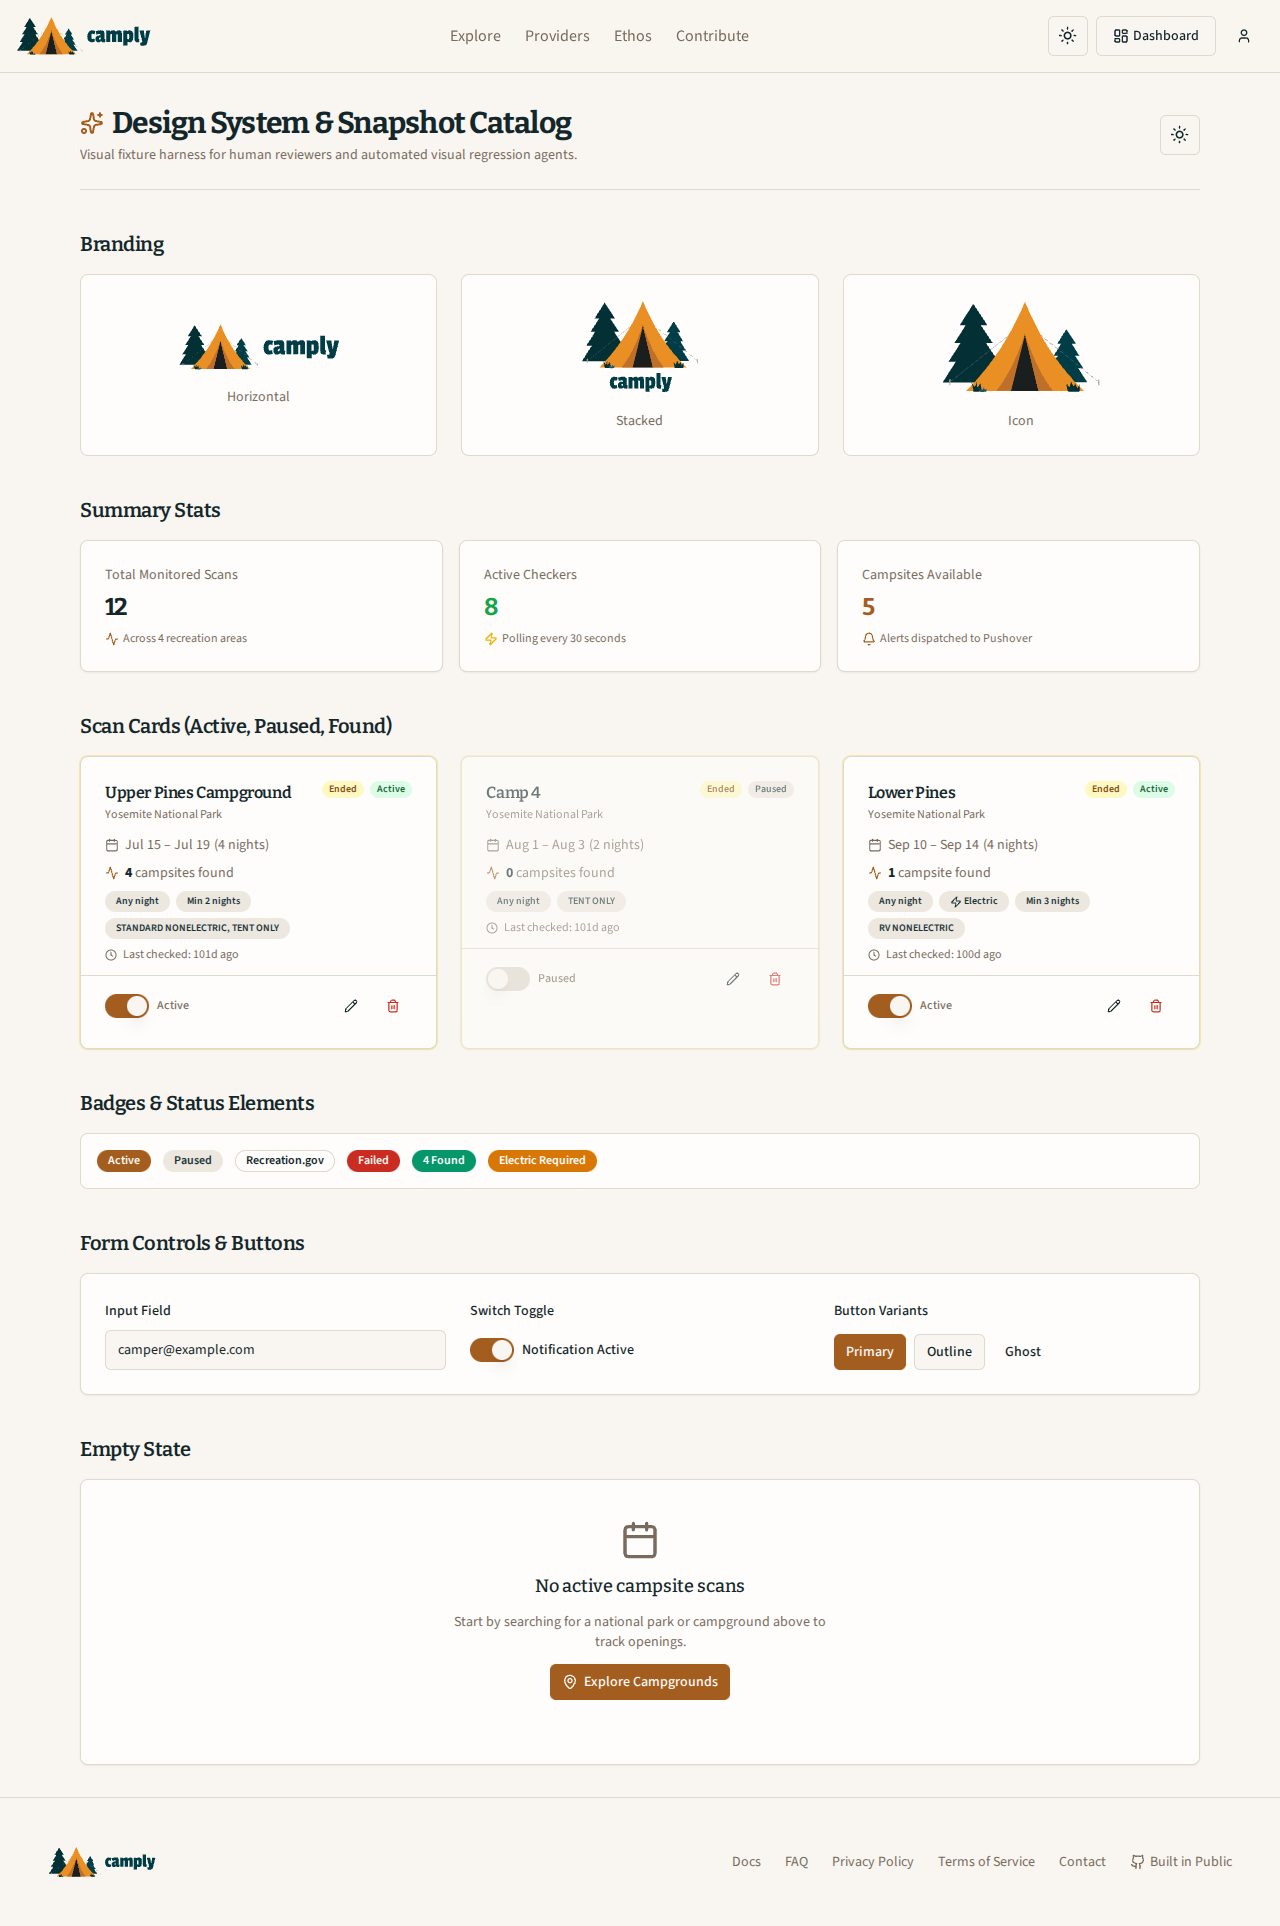 camply
Explore
Providers
Ethos
Contribute
Dashboard
Design System & Snapshot Catalog
Visual fixture harness for human reviewers and automated visual regression agents.
Branding
camply
Horizontal
camply
Stacked
Icon
Summary Stats
Total Monitored Scans
12
Across 4 recreation areas
Active Checkers
8
Polling every 30 seconds
Campsites Available
5
Alerts dispatched to Pushover
Scan Cards (Active, Paused, Found)
Upper Pines Campground
Ended
Active
Yosemite National Park
Jul 15 – Jul 19 (4 nights)
4 campsites found
Any night
Min 2 nights
STANDARD NONELECTRIC, TENT ONLY
Last checked: 101d ago
Active
Camp 4
Ended
Paused
Yosemite National Park
Aug 1 – Aug 3 (2 nights)
0 campsites found
Any night
TENT ONLY
Last checked: 101d ago
Paused
Lower Pines
Ended
Active
Yosemite National Park
Sep 10 – Sep 14 (4 nights)
1 campsite found
Any night
Electric
Min 3 nights
RV NONELECTRIC
Last checked: 100d ago
Active
Badges & Status Elements
Active
Paused
Recreation.gov
Failed
4 Found
Electric Required
Form Controls & Buttons
Input Field
camper@example.com
Switch Toggle
Notification Active
Button Variants
Primary
Outline
Ghost
Empty State
No active campsite scans
Start by searching for a national park or campground above to
track openings.
Explore Campgrounds
camply
Docs
FAQ
Privacy Policy
Terms of Service
Contact
Built in Public